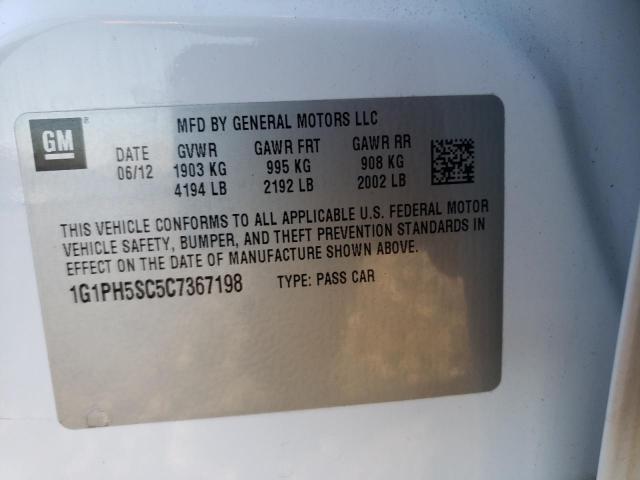 GM ®
MFD BY GENERAL MOTORS LLC
DATE GVWR GAWR FRT GAWR RR
06/12 1903 KG 995 KG 908 KG
4194 LB 2192 LB 2002 LB
THIS VEHICLE CONFORMS TO ALL APPLICABLE U.S. FEDERAL MOTOR
VEHICLE SAFETY, BUMPER, AND THEFT PREVENTION STANDARDS IN
EFFECT ON THE DATE OF MANUFACTURE SHOWN ABOVE.
1G1PH5SC5C7367198 TYPE: PASS CAR